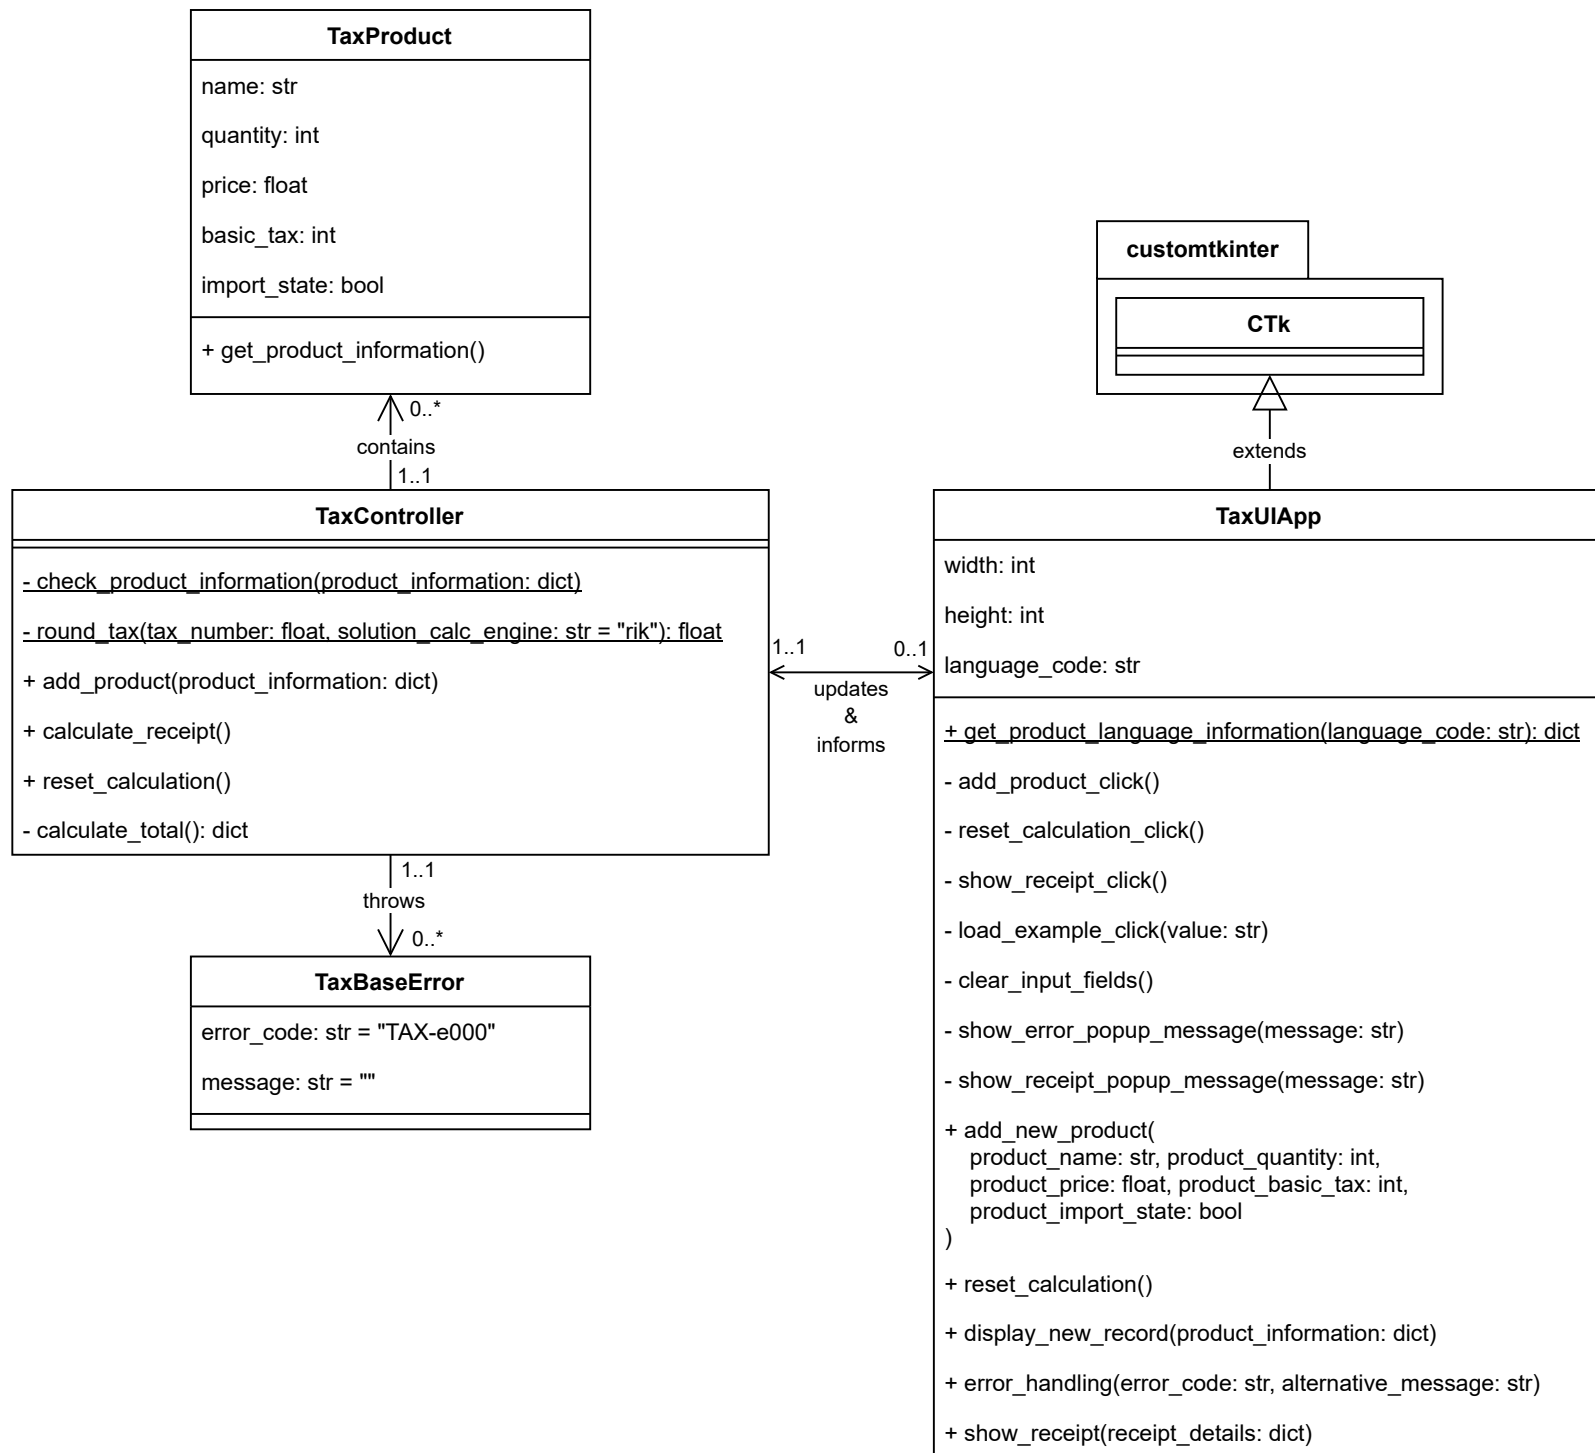 TaxProduct
name: str
quantity: int
price: float
basic_tax: int
import_state: bool
+ get_product_information()
0..*
contains
1..1
customtkinter
CTk
extends
TaxController
- check_product_information(product_information: dict)
- round_tax(tax_number: float, solution_calc_engine: str = "rik"): float
+ add_product(product_information: dict)
+ calculate_receipt()
+ reset_calculation()
- calculate_total(): dict
1..1
0..1
updates
&
informs
1..1
throws
0..*
TaxBaseError
error_code: str = "TAX-e000"
message: str = ""
TaxUIApp
width: int
height: int
language_code: str
+ get_product_language_information(language_code: str): dict
- add_product_click()
- reset_calculation_click()
- show_receipt_click()
- load_example_click(value: str)
- clear_input_fields()
- show_error_popup_message(message: str)
- show_receipt_popup_message(message: str)
+ add_new_product(
product_name: str, product_quantity: int,
product_price: float, product_basic_tax: int,
product_import_state: bool
)
+ reset_calculation()
+ display_new_record(product_information: dict)
+ error_handling(error_code: str, alternative_message: str)
+ show_receipt(receipt_details: dict)